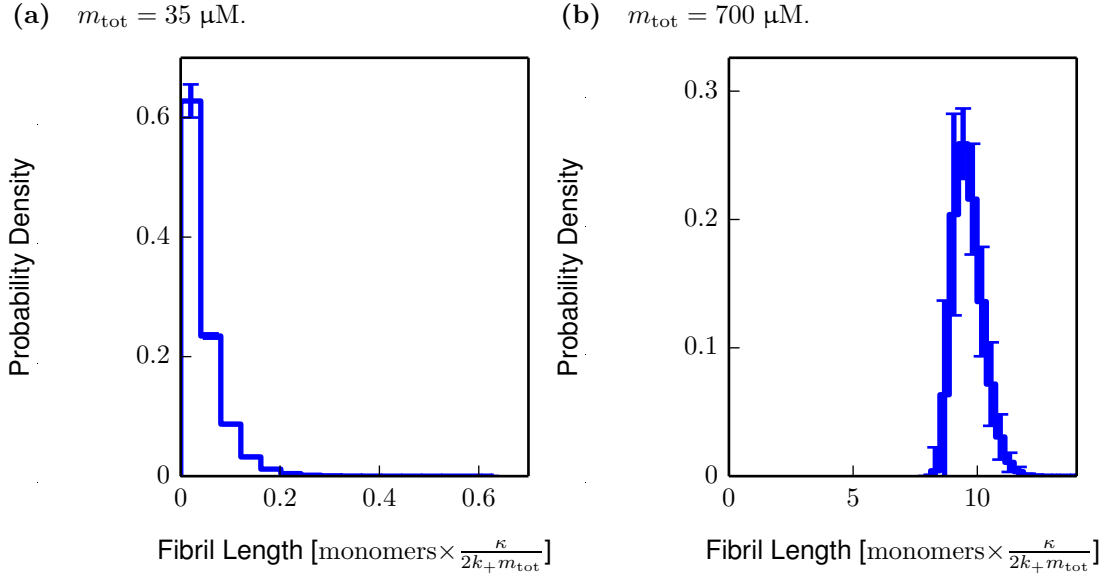 (a) m_tot = 35 µM.
Probability Density
0.6
0.4
0.2
0
0 0.2 0.4 0.6
Fibril Length [monomers× κ/(2k₊m_tot)]
(b) m_tot = 700 µM.
Probability Density
0.3
0.2
0.1
0
0 5 10
Fibril Length [monomers× κ/(2k₊m_tot)]